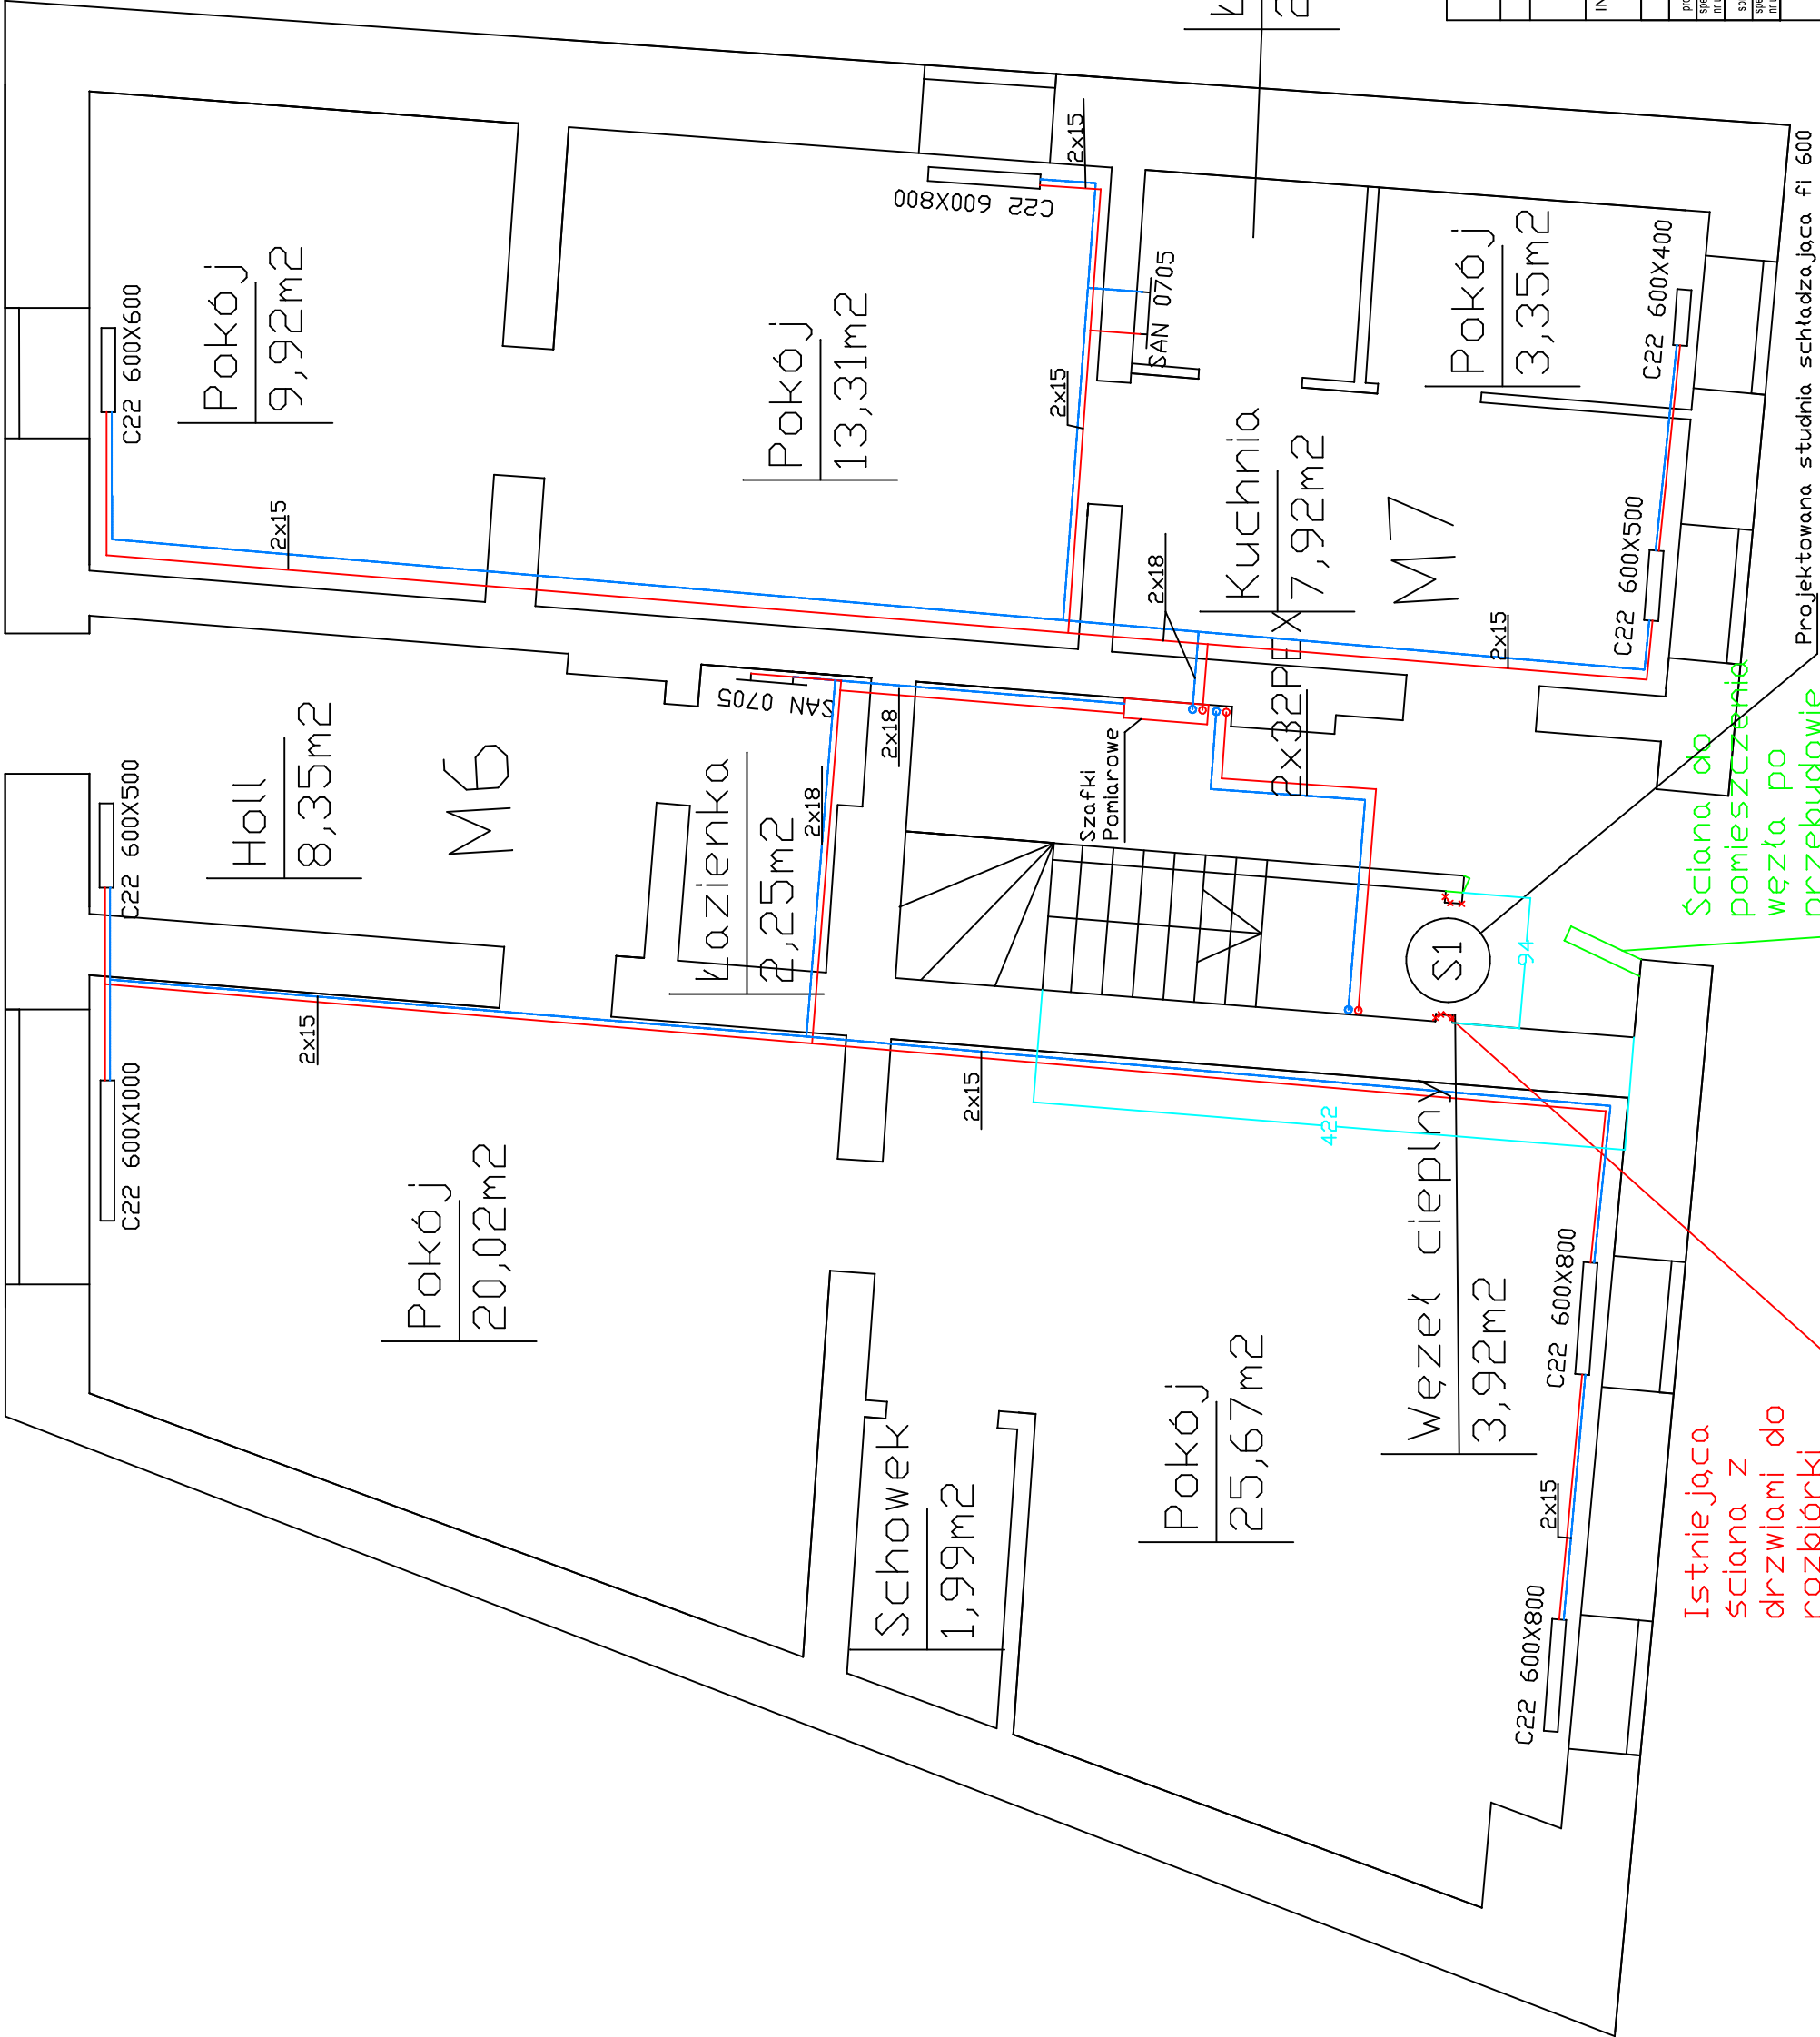 Pokój
9,92m2
C22 600X600
2x15
Pokój
13,31m2
C22 600X800
2x15
2x15
SAN 0705
Pokój
3,35m2
C22 600X400
Kuchnia
7,92m2
M7
2x18
C22 600X500
2x15
2x32PEX
Holl
8,35m2
M6
C22 600X500
Łazienka
2,25m2
SAN 0705
2x18
2x18
Szafki
Pomiarowe
C22 600X1000
2x15
Pokój
20,02m2
2x15
Schowek
1,99m2
Pokój
25,67m2
Węzeł cieplny
3,92m2
S1
94
422
C22 600X800
2x15
C22 600X800
Projektowana studnia schładzająca fi 600
Ściana do
pomieszczenia
węzła po
przebudowie
Istniejąca
ściana z
drzwiami do
rozbiórki